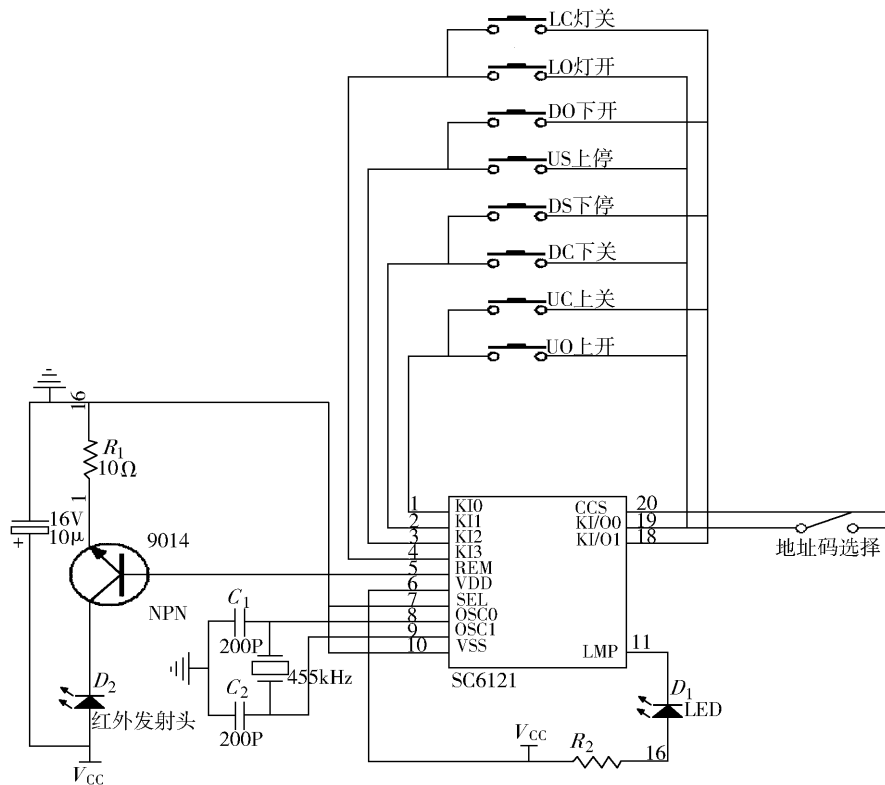 LC灯关
LO灯开
DO下开
US上停
DS下停
DC下关
UC上关
UO上开
16
R1
10Ω
1
16V
10μ
+
9014
NPN
D2
红外发射头
VCC
C1
200P
455kHz
C2
200P
1 KI0
2 KI1
3 KI2
4 KI3
5 REM
6 VDD
7 SEL
8 OSC0
9 OSC1
10 VSS
CCS 20
KI/O0 19
KI/O1 18
LMP 11
SC6121
地址码选择
D1
LED
VCC
R2
16